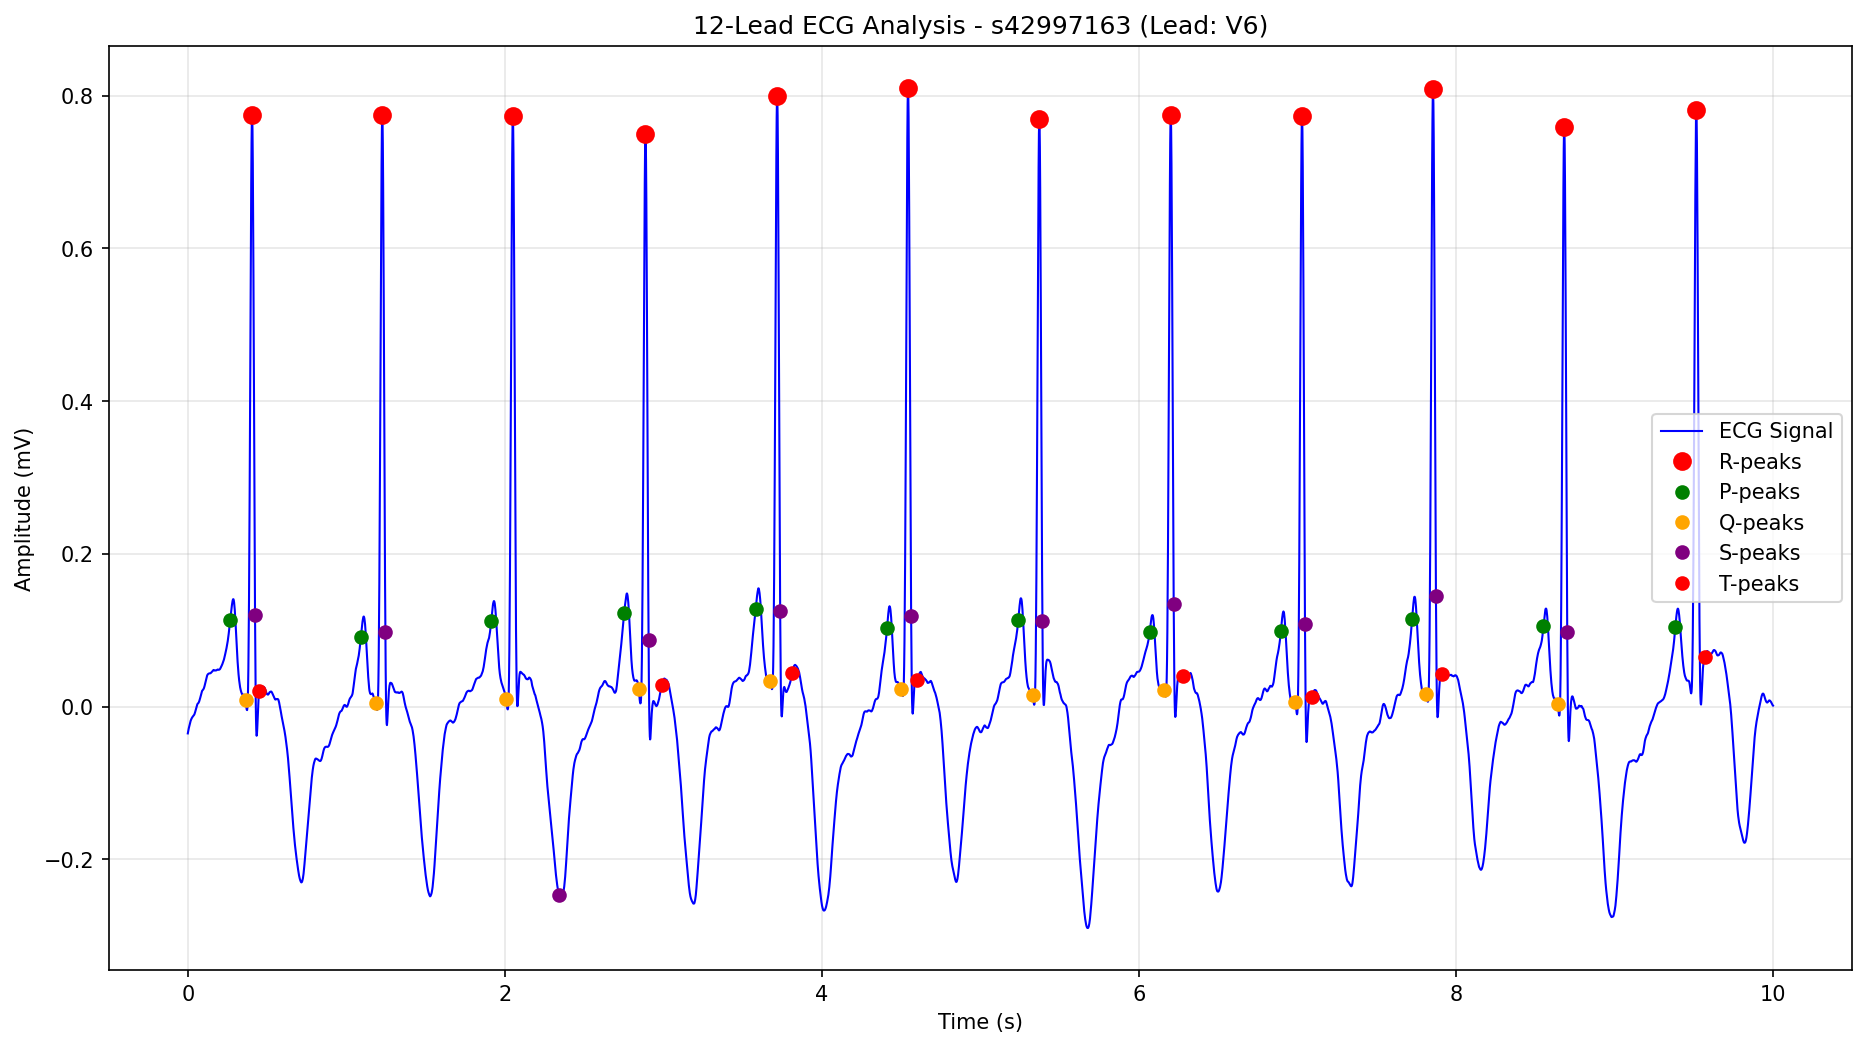 12-Lead ECG Analysis - s42997163 (Lead: V6)
Amplitude (mV)
0.8
0.6
0.4
0.2
0.0
−0.2
ECG Signal
R-peaks
P-peaks
Q-peaks
S-peaks
T-peaks
0 2 4 6 8 10
Time (s)